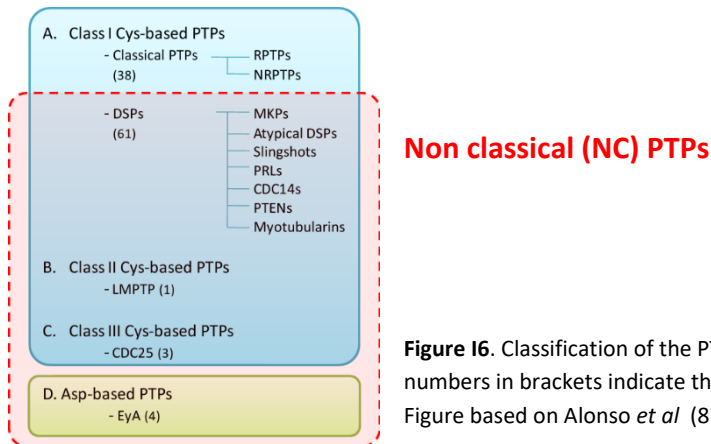 A. Class I Cys-based PTPs
- Classical PTPs
RPTPs
(38)
NRPTPs
- DSPs
MKPs
(61)
Atypical DSPs
Slingshots
PRLs
CDC14s
PTENs
Myotubularins
Non classical (NC) PTPs
B. Class II Cys-based PTPs
- LMPTP (1)
C. Class III Cys-based PTPs
- CDC25 (3)
D. Asp-based PTPs
- EyA (4)
Figure I6. Classification of the PT
numbers in brackets indicate th
Figure based on Alonso et al (8